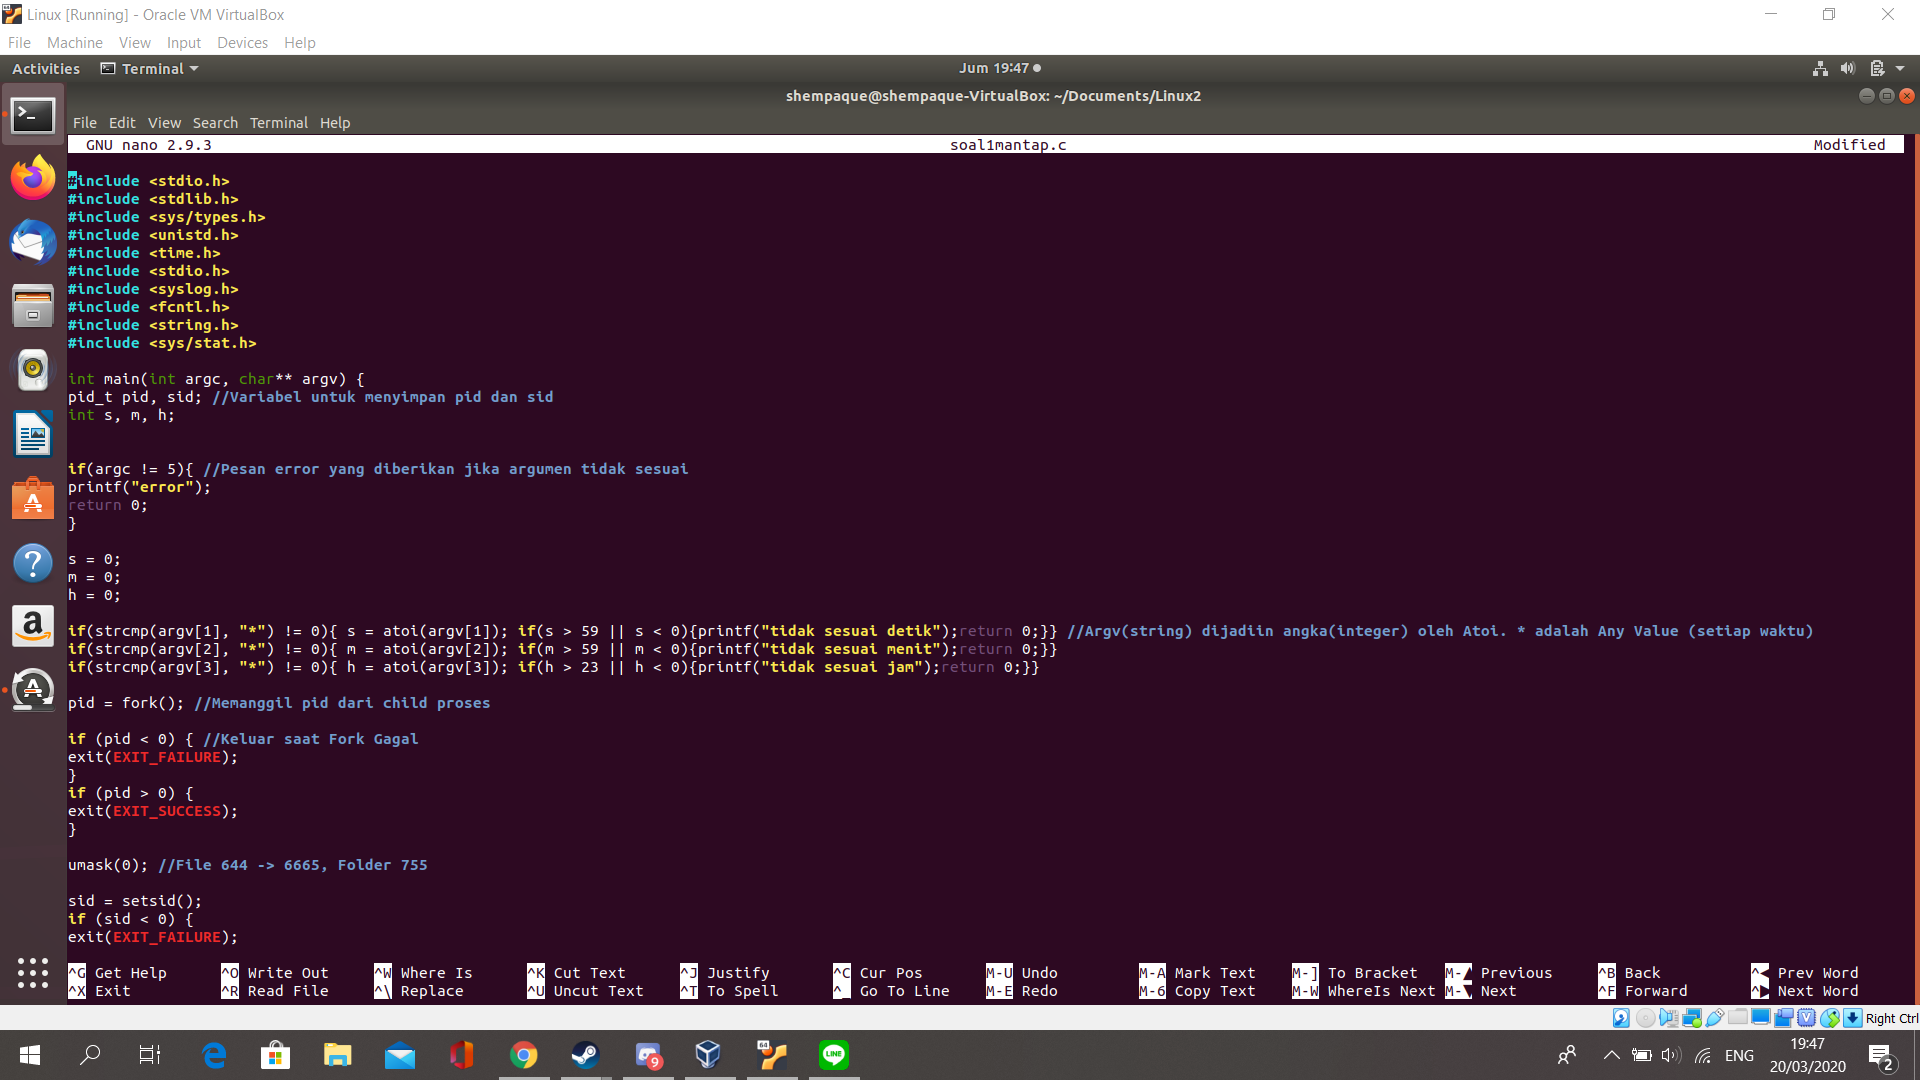 Linux [Running] - Oracle VM VirtualBox
File Machine View Input Devices Help
Activities Terminal Jum 19:47
shempaque@shempaque-VirtualBox: ~/Documents/Linux2
File Edit View Search Terminal Help
GNU nano 2.9.3 soal1mantap.c Modified
#include <stdio.h>
#include <stdlib.h>
#include <sys/types.h>
#include <unistd.h>
#include <time.h>
#include <stdio.h>
#include <syslog.h>
#include <fcntl.h>
#include <string.h>
#include <sys/stat.h>
int main(int argc, char** argv) {
pid_t pid, sid; //Variabel untuk menyimpan pid dan sid
int s, m, h;
if(argc != 5){ //Pesan error yang diberikan jika argumen tidak sesuai
printf("error");
return 0;
}
s = 0;
m = 0;
h = 0;
if(strcmp(argv[1], "*") != 0){ s = atoi(argv[1]); if(s > 59 || s < 0){printf("tidak sesuai detik");return 0;}} //Argv(string) dijadiin angka(integer) oleh Atoi. * adalah Any Value (setiap waktu)
if(strcmp(argv[2], "*") != 0){ m = atoi(argv[2]); if(m > 59 || m < 0){printf("tidak sesuai menit");return 0;}}
if(strcmp(argv[3], "*") != 0){ h = atoi(argv[3]); if(h > 23 || h < 0){printf("tidak sesuai jam");return 0;}}
pid = fork(); //Memanggil pid dari child proses
if (pid < 0) { //Keluar saat Fork Gagal
exit(EXIT_FAILURE);
}
if (pid > 0) {
exit(EXIT_SUCCESS);
}
umask(0); //File 644 -> 6665, Folder 755
sid = setsid();
if (sid < 0) {
exit(EXIT_FAILURE);
^G Get Help ^O Write Out ^W Where Is ^K Cut Text ^J Justify ^C Cur Pos M-U Undo M-A Mark Text M-] To Bracket M-▲ Previous ^B Back ^◀ Prev Word
^X Exit ^R Read File ^\ Replace ^U Uncut Text ^T To Spell ^_ Go To Line M-E Redo M-6 Copy Text M-W WhereIs Next M-▼ Next ^F Forward ^▶ Next Word
Right Ctrl
64
9
LINE
ENG
19:47
20/03/2020
2